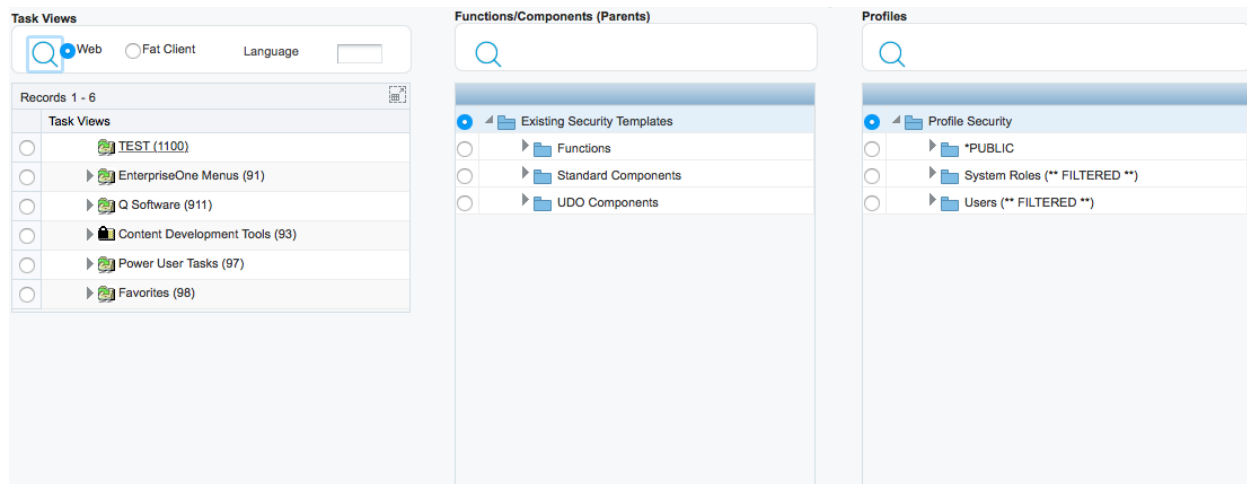 Task Views
Web Fat Client Language
Records 1 - 6
Task Views
TEST (1100)
EnterpriseOne Menus (91)
Q Software (911)
Content Development Tools (93)
Power User Tasks (97)
Favorites (98)
Functions/Components (Parents)
Existing Security Templates
Functions
Standard Components
UDO Components
Profiles
Profile Security
*PUBLIC
System Roles (** FILTERED **)
Users (** FILTERED **)